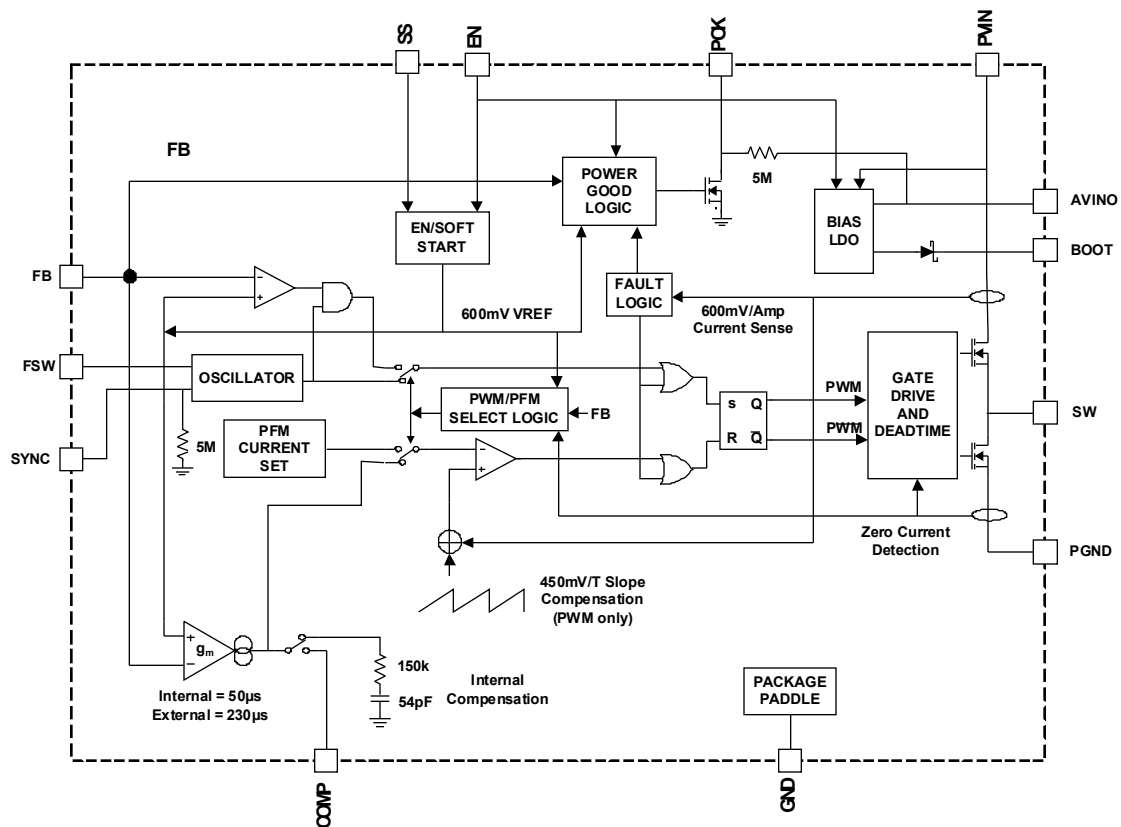 SS
EN
PCK
PVIN
FB
5M
POWER
GOOD
LOGIC
BIAS
LDO
AVINO
BOOT
EN/SOFT
START
FB
FAULT
LOGIC
600mV VREF
600mV/Amp
Current Sense
FSW
OSCILLATOR
PWM/PFM
SELECT LOGIC
FB
s Q
R Q̅
PWM
P̅W̅M̅
GATE
DRIVE
AND
DEADTIME
SW
5M
PFM
CURRENT
SET
SYNC
−
+
−
+
+
−
Zero Current
Detection
PGND
450mV/T Slope
Compensation
(PWM only)
gm
150k
54pF
Internal
Compensation
Internal = 50µs
External = 230µs
PACKAGE
PADDLE
COMP
GND